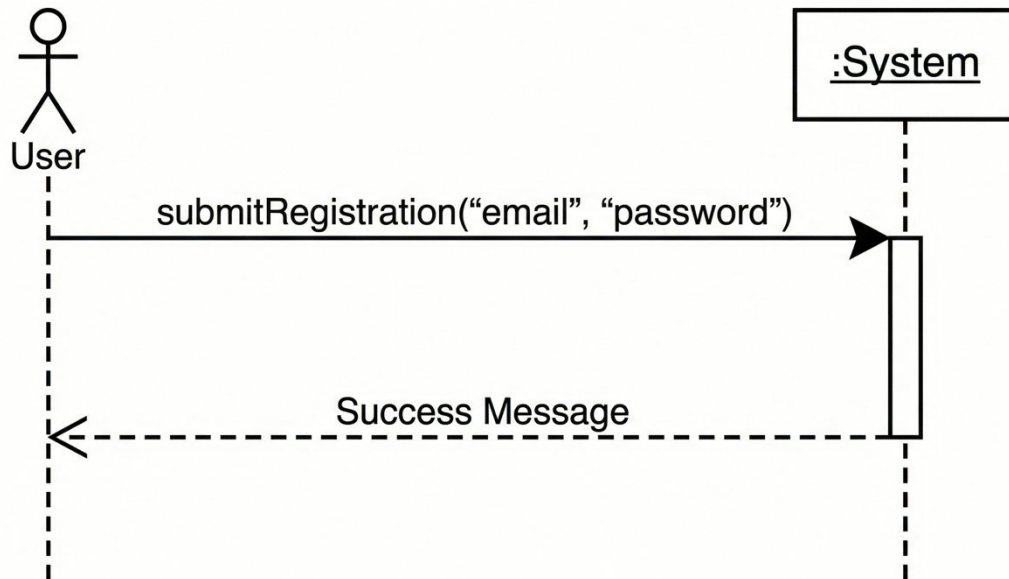 :System
User
submitRegistration(“email”, “password”)
Success Message